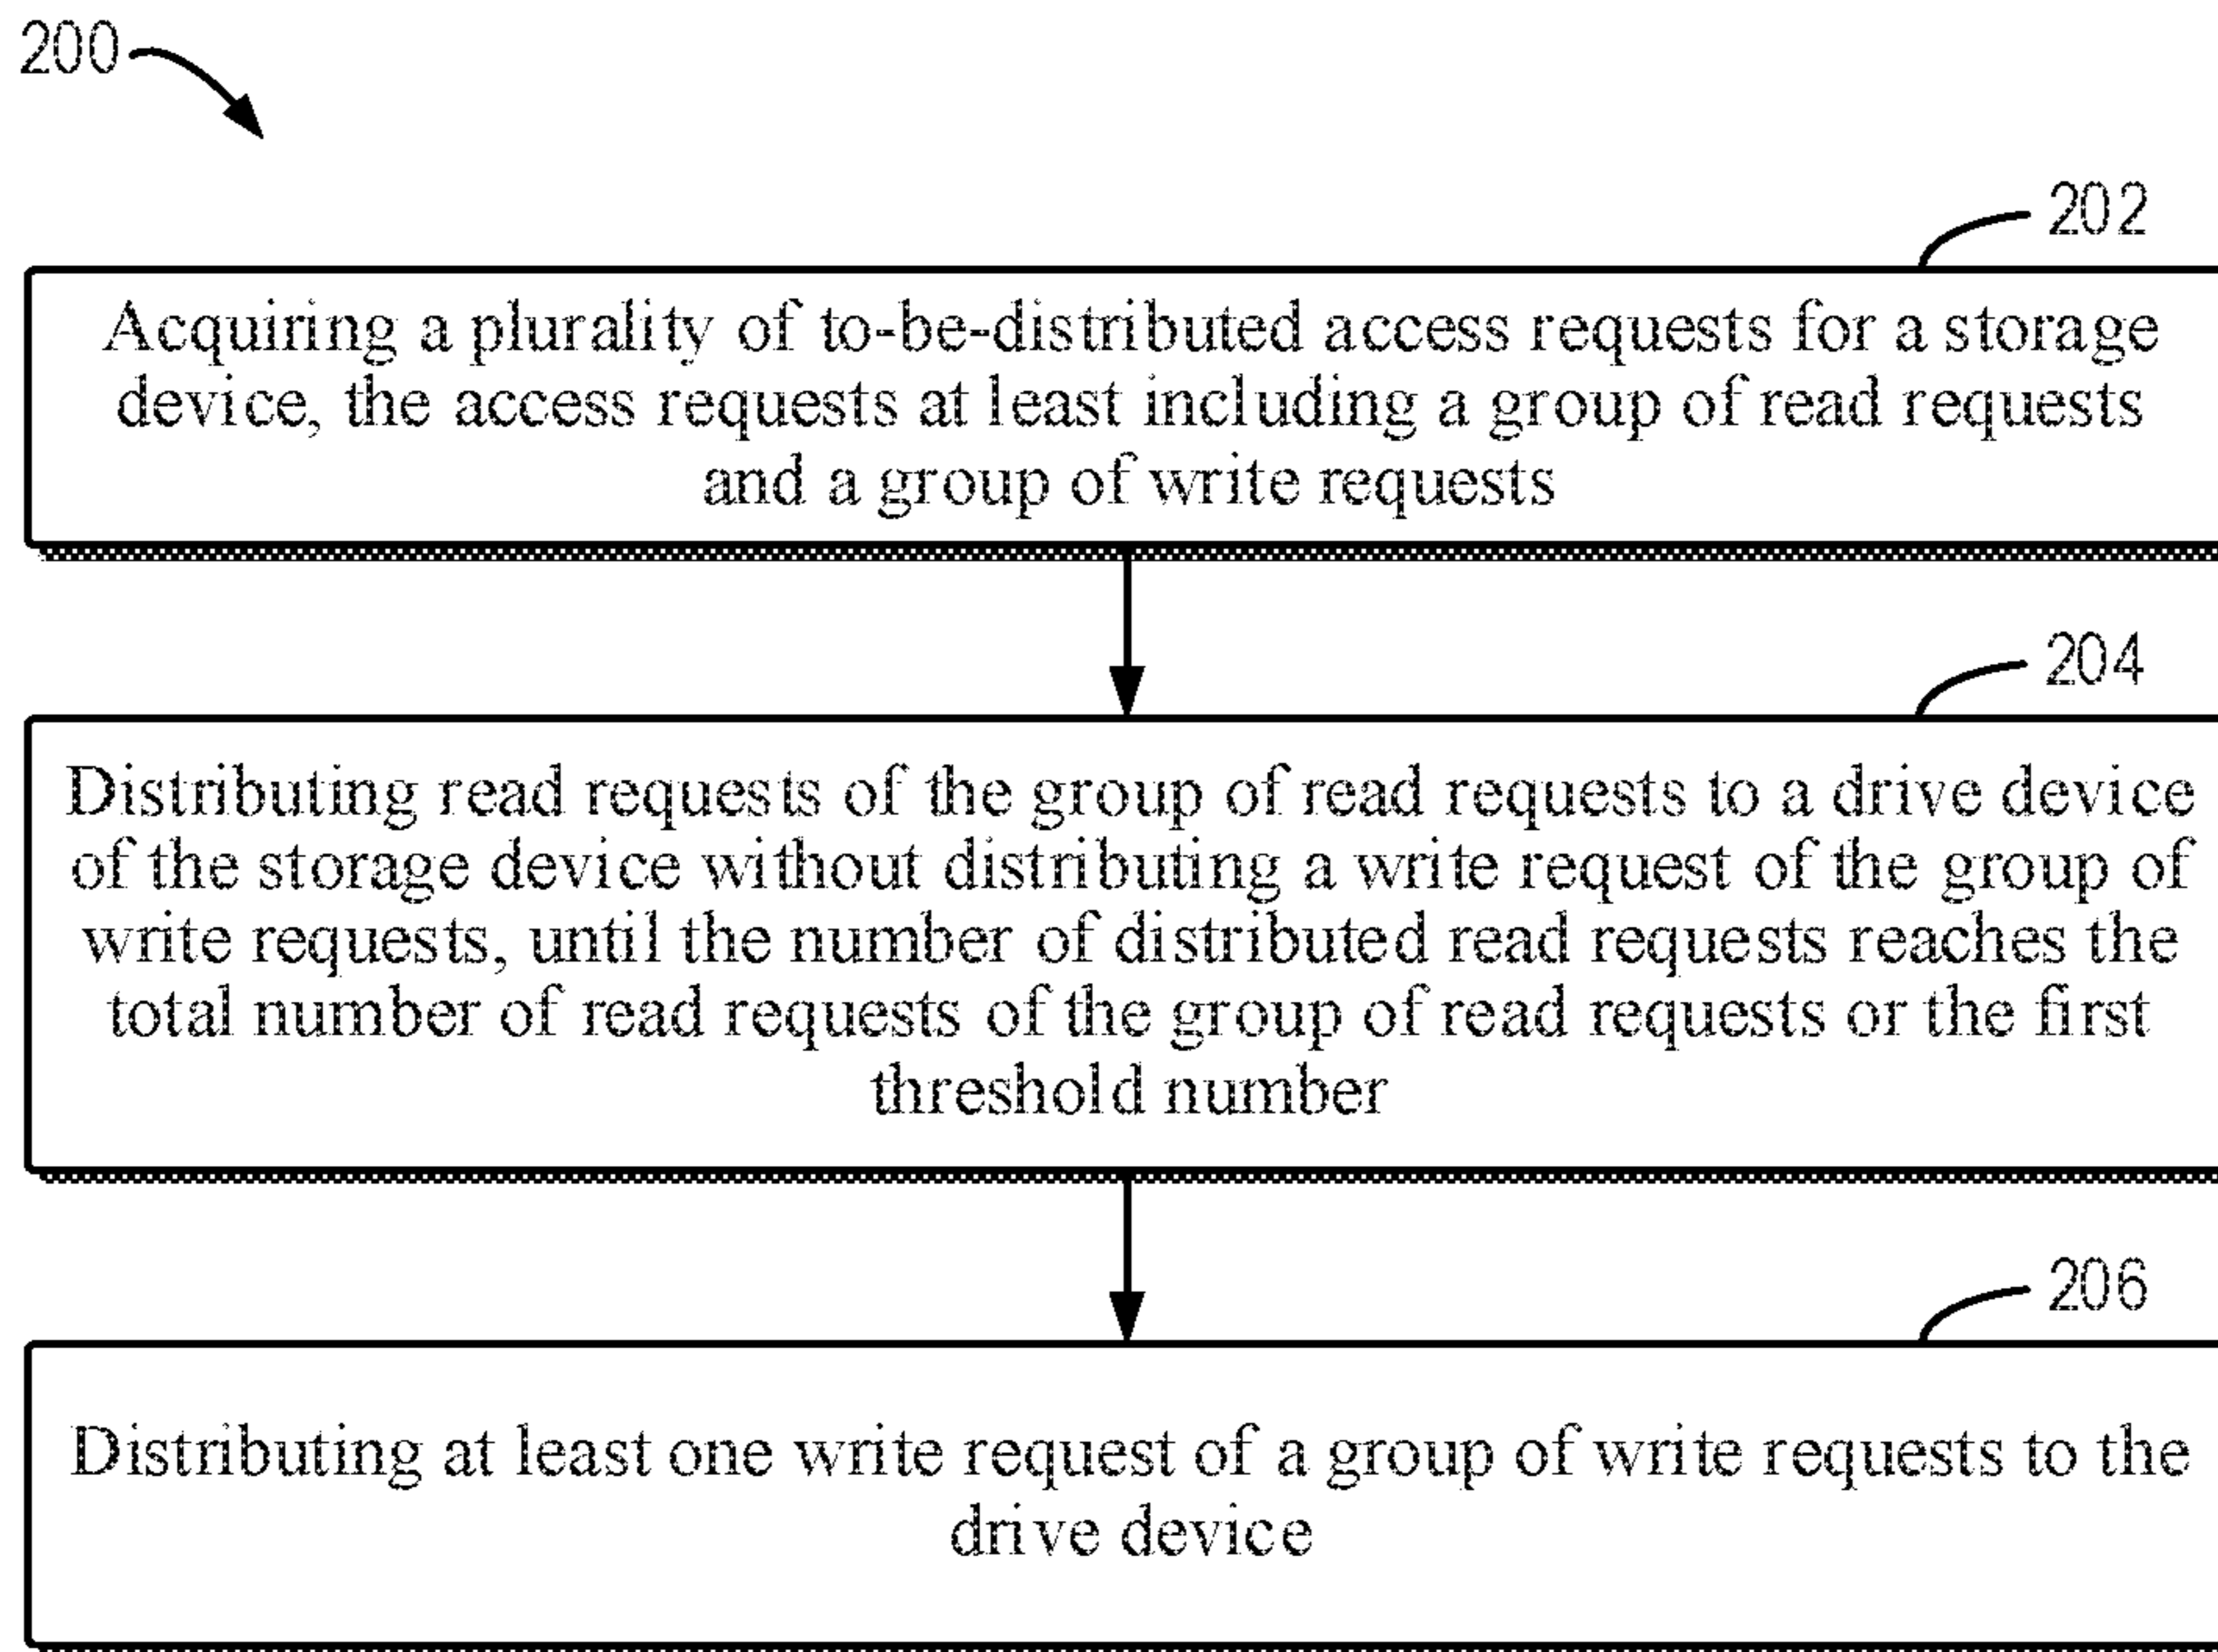 200
202
Acquiring a plurality of to-be-distributed access requests for a storage
device, the access requests at least including a group of read requests
and a group of write requests
204
Distributing read requests of the group of read requests to a drive device
of the storage device without distributing a write request of the group of
write requests, until the number of distributed read requests reaches the
total number of read requests of the group of read requests or the first
threshold number
206
Distributing at least one write request of a group of write requests to the
drive device